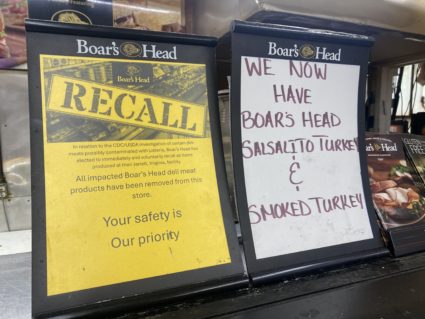 Boar's Head
Boar's Head
RECALL
In relation to the CDC/USDA investigation of certain deli
meats possibly contaminated with Listeria, Boar's Head has
elected to immediately and voluntarily recall all items
produced at their Jarratt, Virginia, facility.
All impacted Boar's Head deli meat
products have been removed from this
store.
Your safety is
Our priority
Boar's Head
WE NOW
HAVE
BOAR'S HEAD
SALSALITO TURKEY
&
SMOKED TURKEY